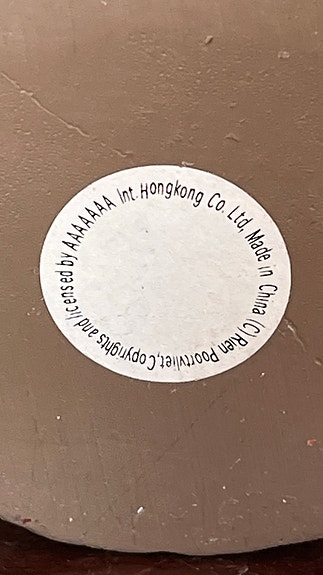 (C) Rien Poortvliet, Copyrights and licensed by AAAAAAA Int. Hongkong Co. Ltd, Made in China